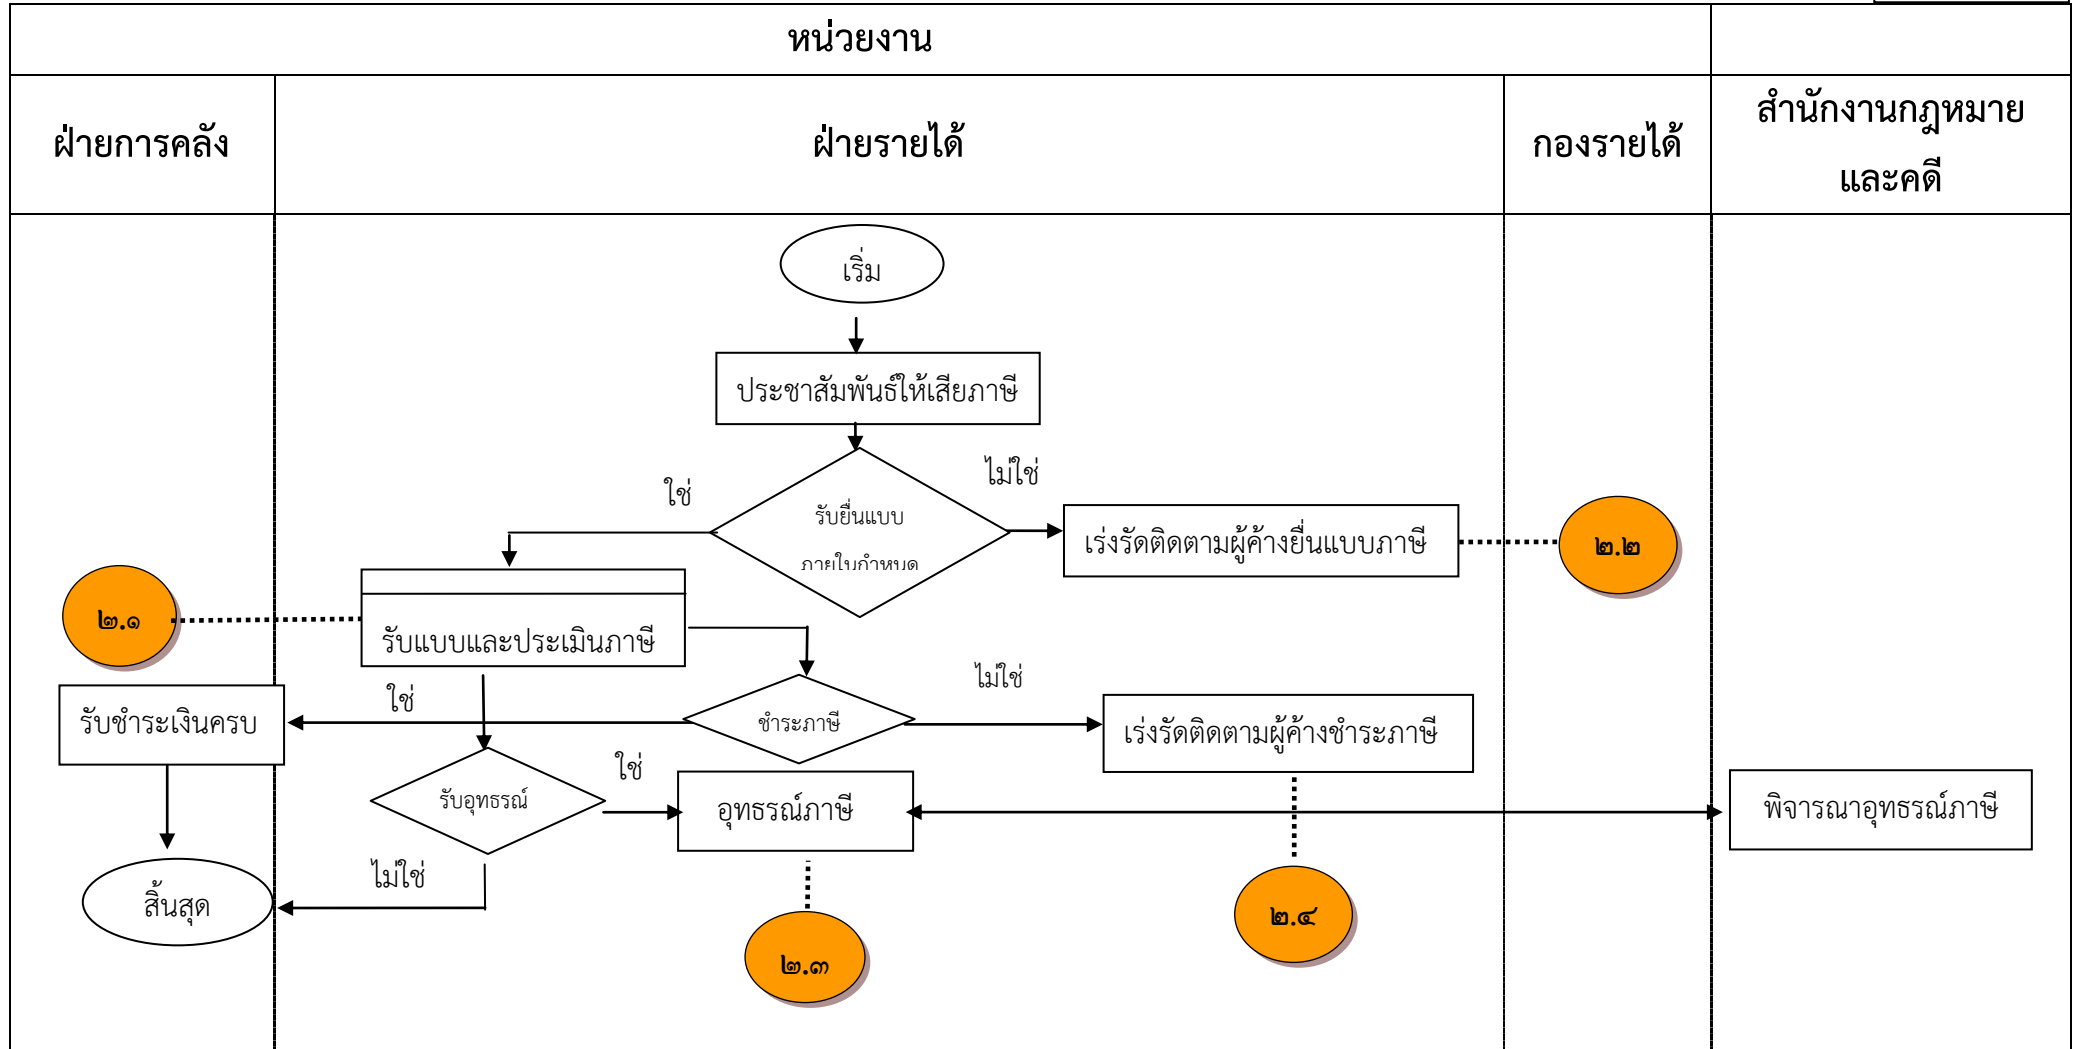 หน่วยงาน
ฝ่ายการคลัง
ฝ่ายรายได้
กองรายได้
สำนักงานกฎหมาย
และคดี
เริ่ม
ประชาสัมพันธ์ให้เสียภาษี
ใช่
ไม่ใช่
รับยื่นแบบ
ภายในกำหนด
เร่งรัดติดตามผู้ค้างยื่นแบบภาษี
๒.๒
๒.๑
รับแบบและประเมินภาษี
ใช่
ไม่ใช่
รับชำระเงินครบ
ชำระภาษี
เร่งรัดติดตามผู้ค้างชำระภาษี
ใช่
รับอุทธรณ์
อุทธรณ์ภาษี
พิจารณาอุทธรณ์ภาษี
ไม่ใช่
สิ้นสุด
๒.๓
๒.๔